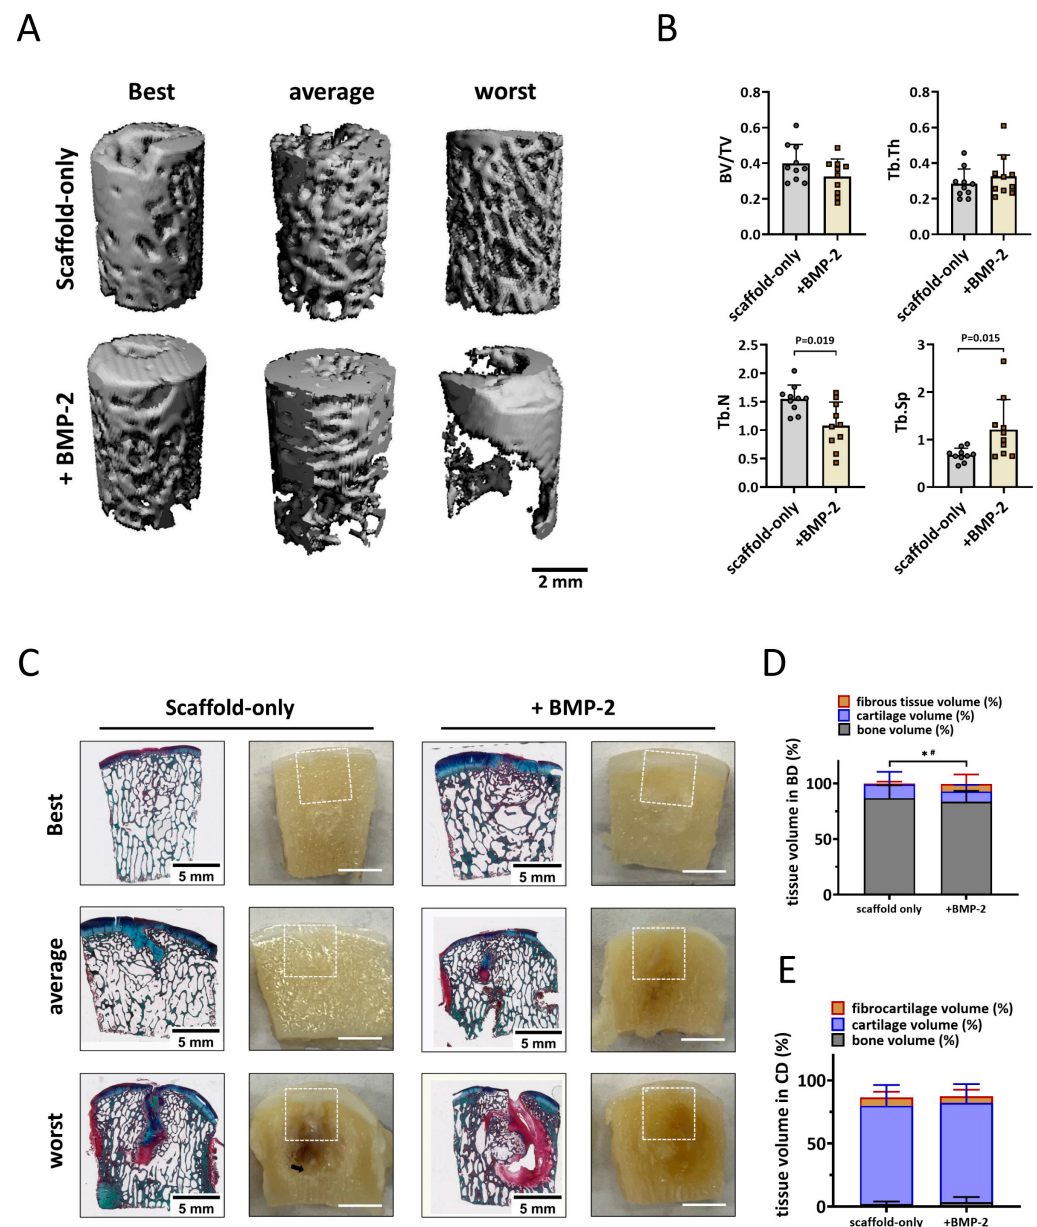 A
B
Best
average
worst
Scaffold-only
+ BMP-2
2 mm
0.8
0.6
0.4
0.2
0.0
BV/TV
scaffold-only
+BMP-2
0.8
0.6
0.4
0.2
0.0
Tb.Th
scaffold-only
+BMP-2
2.5
2.0
1.5
1.0
0.5
0.0
Tb.N
P=0.019
scaffold-only
+BMP-2
3
2
1
0
Tb.Sp
P=0.015
scaffold-only
+BMP-2
C
Scaffold-only
+ BMP-2
Best
5 mm
5 mm
average
5 mm
5 mm
worst
5 mm
5 mm
D
fibrous tissue volume (%)
cartilage volume (%)
bone volume (%)
* #
tissue volume in BD (%)
100
50
0
scaffold only
+BMP-2
E
fibrocartilage volume (%)
cartilage volume (%)
bone volume (%)
tissue volume in CD (%)
100
50
0
scaffold-only
+BMP-2